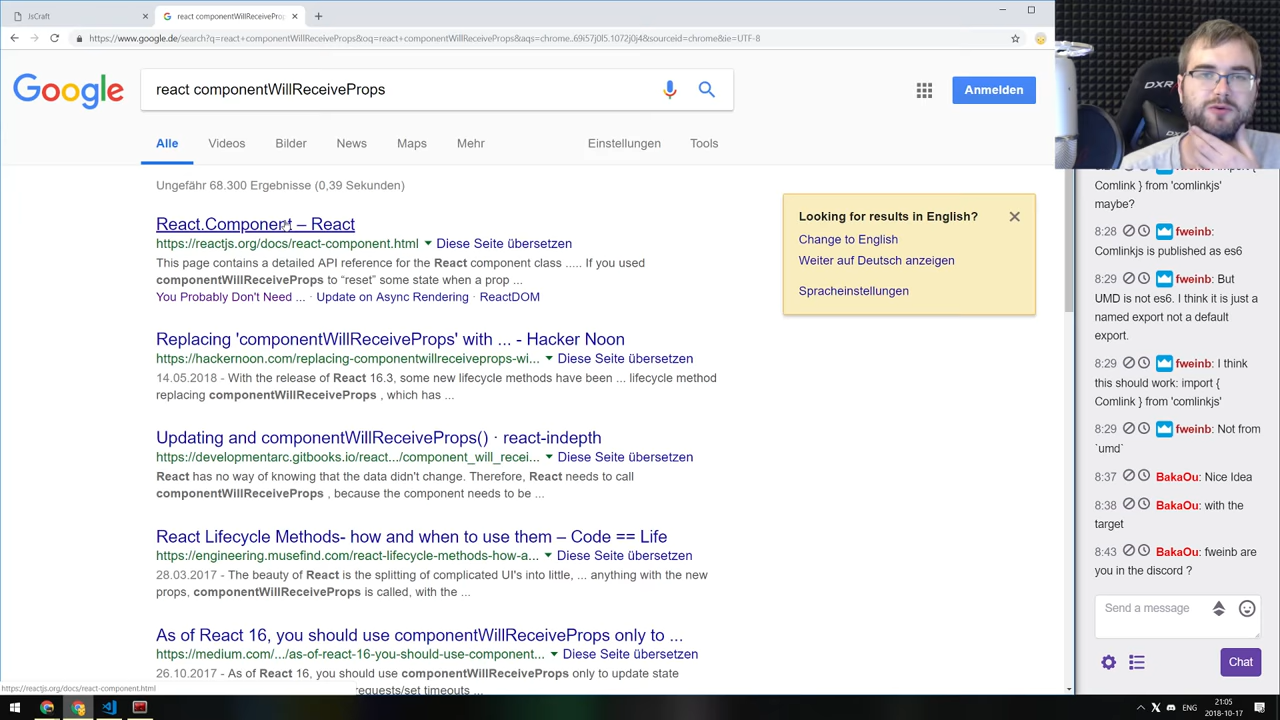 JsCraft
react componentWillReceivePro
https://www.google.de/search?q=react+componentWillReceiveProps&oq=react+componentWillReceiveProps&aqs=chrome..69i57j0l5.1072j0j4&sourceid=chrome&ie=UTF-8
Google
react componentWillReceiveProps
Anmelden
Alle
Videos
Bilder
News
Maps
Mehr
Einstellungen
Tools
Ungefähr 68.300 Ergebnisse (0,39 Sekunden)
React.Component – React
https://reactjs.org/docs/react-component.html
Diese Seite übersetzen
This page contains a detailed API reference for the React component class ..... If you used
componentWillReceiveProps to “reset” some state when a prop ...
You Probably Don't Need ... · Update on Async Rendering · ReactDOM
Replacing 'componentWillReceiveProps' with ... - Hacker Noon
https://hackernoon.com/replacing-componentwillreceiveprops-wi...
Diese Seite übersetzen
14.05.2018 - With the release of React 16.3, some new lifecycle methods have been ... lifecycle method
replacing componentWillReceiveProps , which has ...
Updating and componentWillReceiveProps() · react-indepth
https://developmentarc.gitbooks.io/react.../component_will_recei...
Diese Seite übersetzen
React has no way of knowing that the data didn't change. Therefore, React needs to call
componentWillReceiveProps , because the component needs to be ...
React Lifecycle Methods- how and when to use them – Code == Life
https://engineering.musefind.com/react-lifecycle-methods-how-a...
Diese Seite übersetzen
28.03.2017 - The beauty of React is the splitting of complicated UI's into little, ... anything with the new
props, componentWillReceiveProps is called, with the ...
As of React 16, you should use componentWillReceiveProps only to ...
https://medium.com/.../as-of-react-16-you-should-use-component...
Diese Seite übersetzen
26.10.2017 - As of React 16, you should use componentWillReceiveProps only to update state
requests/set timeouts ...
https://reactjs.org/docs/react-component.html
Looking for results in English?
Change to English
Weiter auf Deutsch anzeigen
Spracheinstellungen
DXR
Comlink } from 'comlinkjs'
maybe?
8:28 fweinb:
Comlinkjs is published as es6
8:29 fweinb: But
UMD is not es6. I think it is just a
named export not a default
export.
8:29 fweinb: I think
this should work: import {
Comlink } from 'comlinkjs'
8:29 fweinb: Not from
`umd`
8:37 BakaOu: Nice Idea
8:38 BakaOu: with the
target
8:43 BakaOu: fweinb are
you in the discord ?
Send a message
Chat
ENG
21:05
2018-10-17